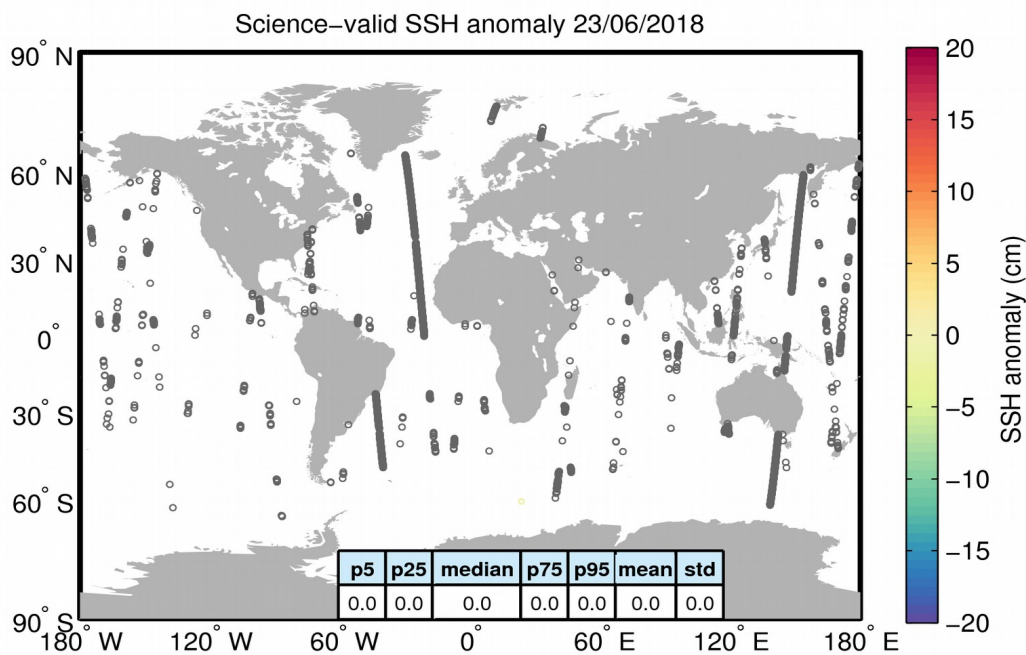 Science−valid SSH anomaly 23/06/2018
90° N
60° N
30° N
0°
30° S
60° S
90° S
180° W
120° W
60° W
0°
60° E
120° E
180° E
p5 p25 median p75 p95 mean std
0.0 0.0 0.0 0.0 0.0 0.0 0.0
20
15
10
5
0
−5
−10
−15
−20
SSH anomaly (cm)